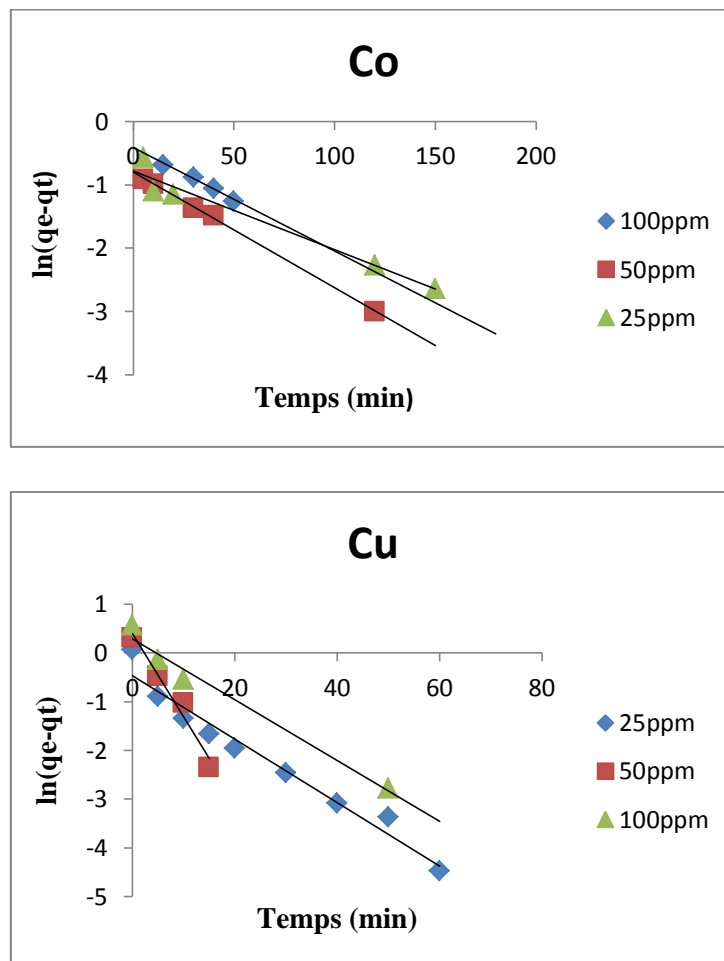 Co
0
0 50 100 150 200
-1
-2
-3
-4
ln(qe-qt)
Temps (min)
100ppm
50ppm
25ppm
Cu
1
0
0 20 40 60 80
-1
-2
-3
-4
-5
ln(qe-qt)
Temps (min)
25ppm
50ppm
100ppm